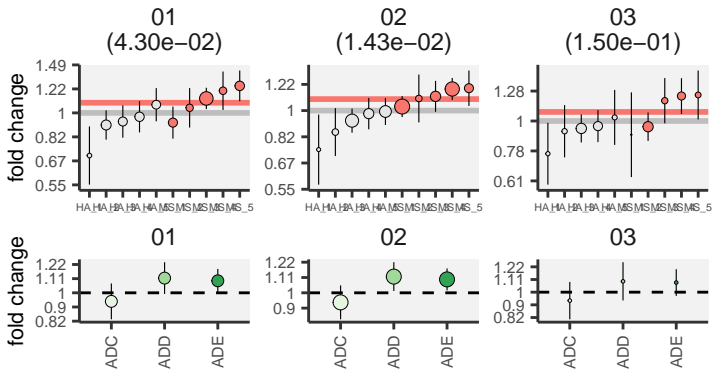 01
(4.30e−02)
02
(1.43e−02)
03
(1.50e−01)
fold change
1.49
1.22
1
0.82
0.67
0.55
1.22
1
0.82
0.67
0.55
1.28
1
0.78
0.61
01
02
03
fold change
1.22
1.11
1
0.9
0.82
1.22
1.11
1
0.9
1.22
1.11
1
0.9
0.82
ADC
ADD
ADE
ADC
ADD
ADE
ADC
ADD
ADE